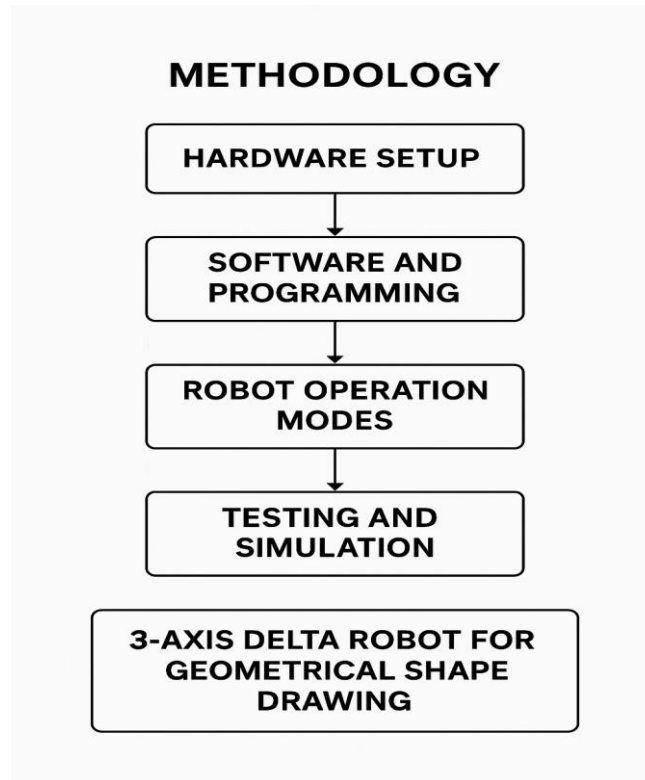 METHODOLOGY
HARDWARE SETUP
SOFTWARE AND
PROGRAMMING
ROBOT OPERATION
MODES
TESTING AND
SIMULATION
3-AXIS DELTA ROBOT FOR
GEOMETRICAL SHAPE
DRAWING